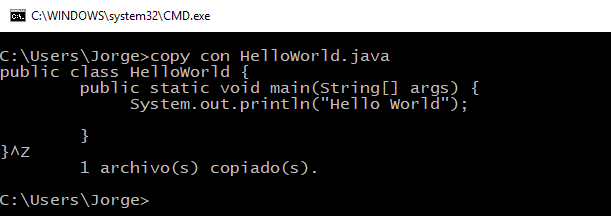 C:\WINDOWS\system32\CMD.exe
C:\Users\Jorge>copy con HelloWorld.java
public class HelloWorld {
        public static void main(String[] args) {
              System.out.println("Hello World");
        }
}^Z
        1 archivo(s) copiado(s).
C:\Users\Jorge>